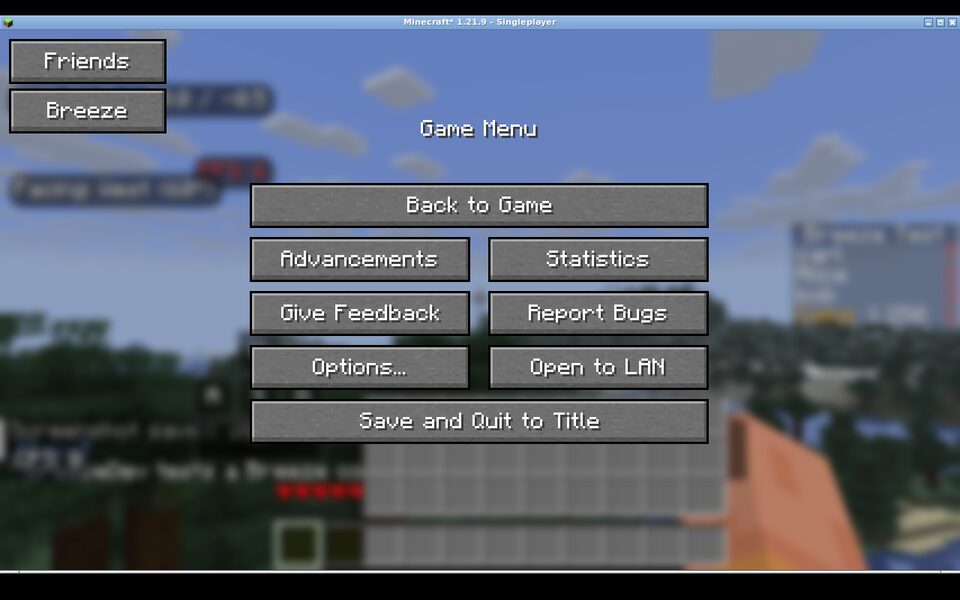 Minecraft* 1.21.9 - Singleplayer
Friends
Breeze
Game Menu
Back to Game
Advancements
Statistics
Give Feedback
Report Bugs
Options...
Open to LAN
Save and Quit to Title